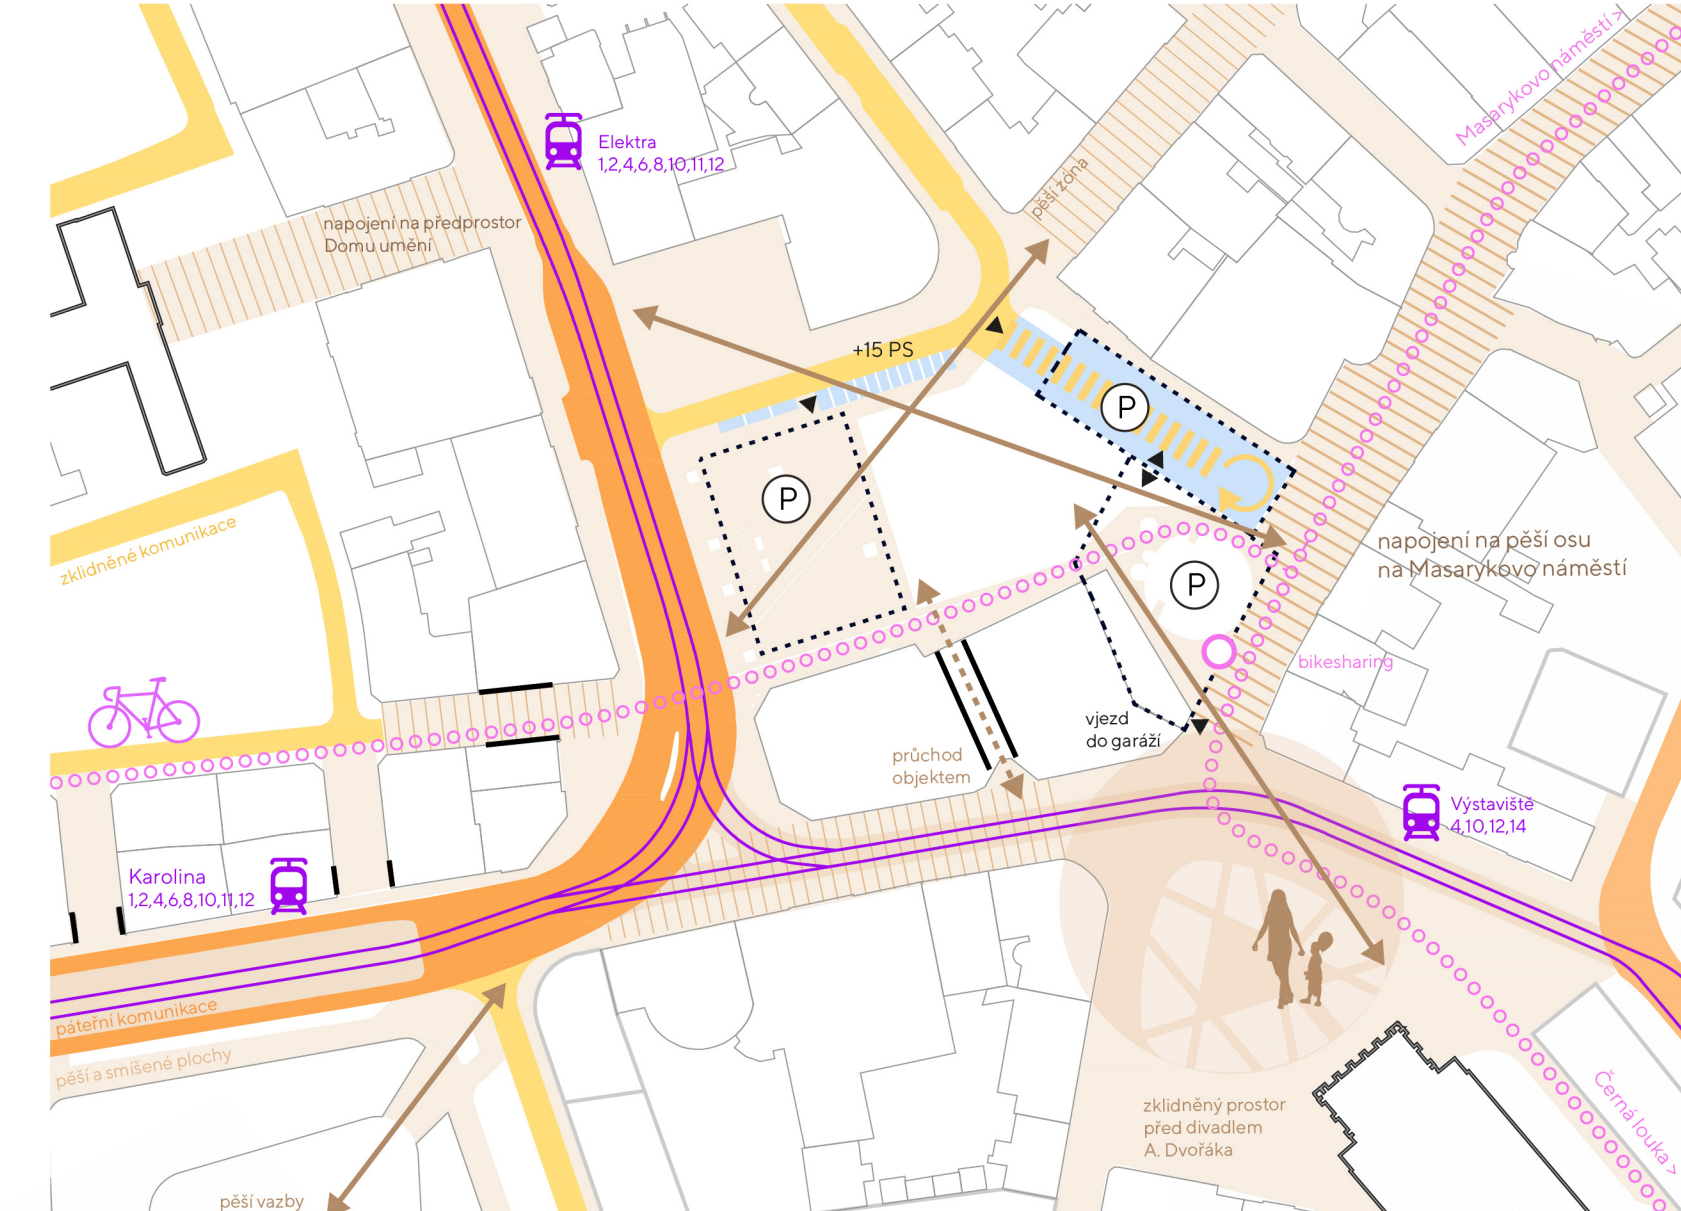 Masarykovo náměstí >
Elektra
1,2,4,6,8,10,11,12
pěší zóna
napojení na předprostor
Domu umění
+15 PS
P
P
zklidněné komunikace
napojení na pěší osu
na Masarykovo náměstí
P
bikesharing
vjezd
do garáží
průchod
objektem
Výstaviště
4,10,12,14
Karolina
1,2,4,6,8,10,11,12
páteřní komunikace
pěší a smíšené plochy
zklidněný prostor
před divadlem
A. Dvořáka
Černá louka >
pěší vazby